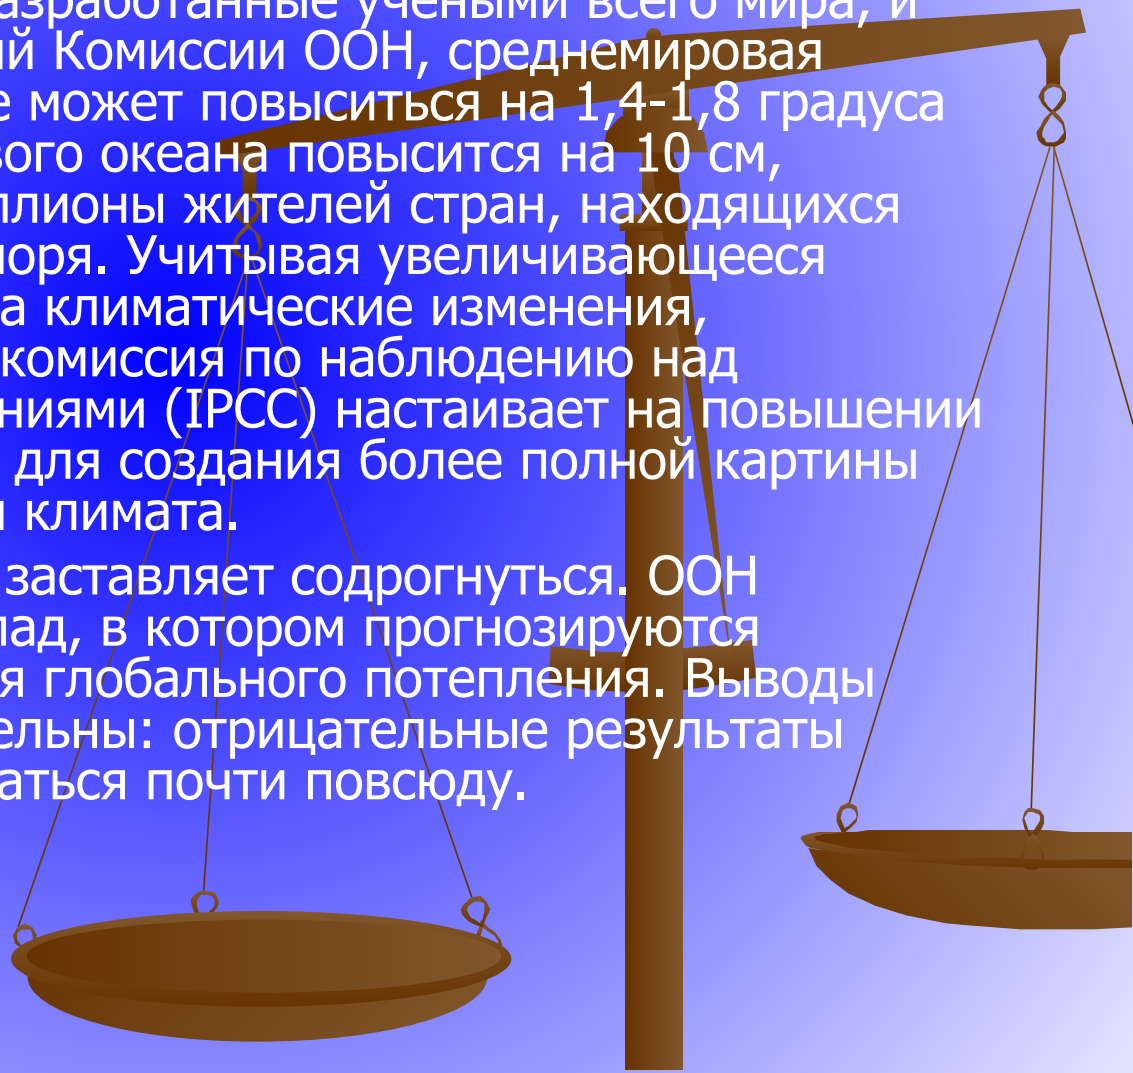 азработанные учеными всего мира, и
й Комиссии ООН, среднемировая
е может повыситься на 1,4-1,8 градуса
вого океана повысится на 10 см,
ллионы жителей стран, находящихся
моря. Учитывая увеличивающееся
а климатические изменения,
комиссия по наблюдению над
ниями (IPCC) настаивает на повышении
для создания более полной картины
и климата.
заставляет содрогнуться. ООН
лад, в котором прогнозируются
я глобального потепления. Выводы
ельны: отрицательные результаты
аться почти повсюду.